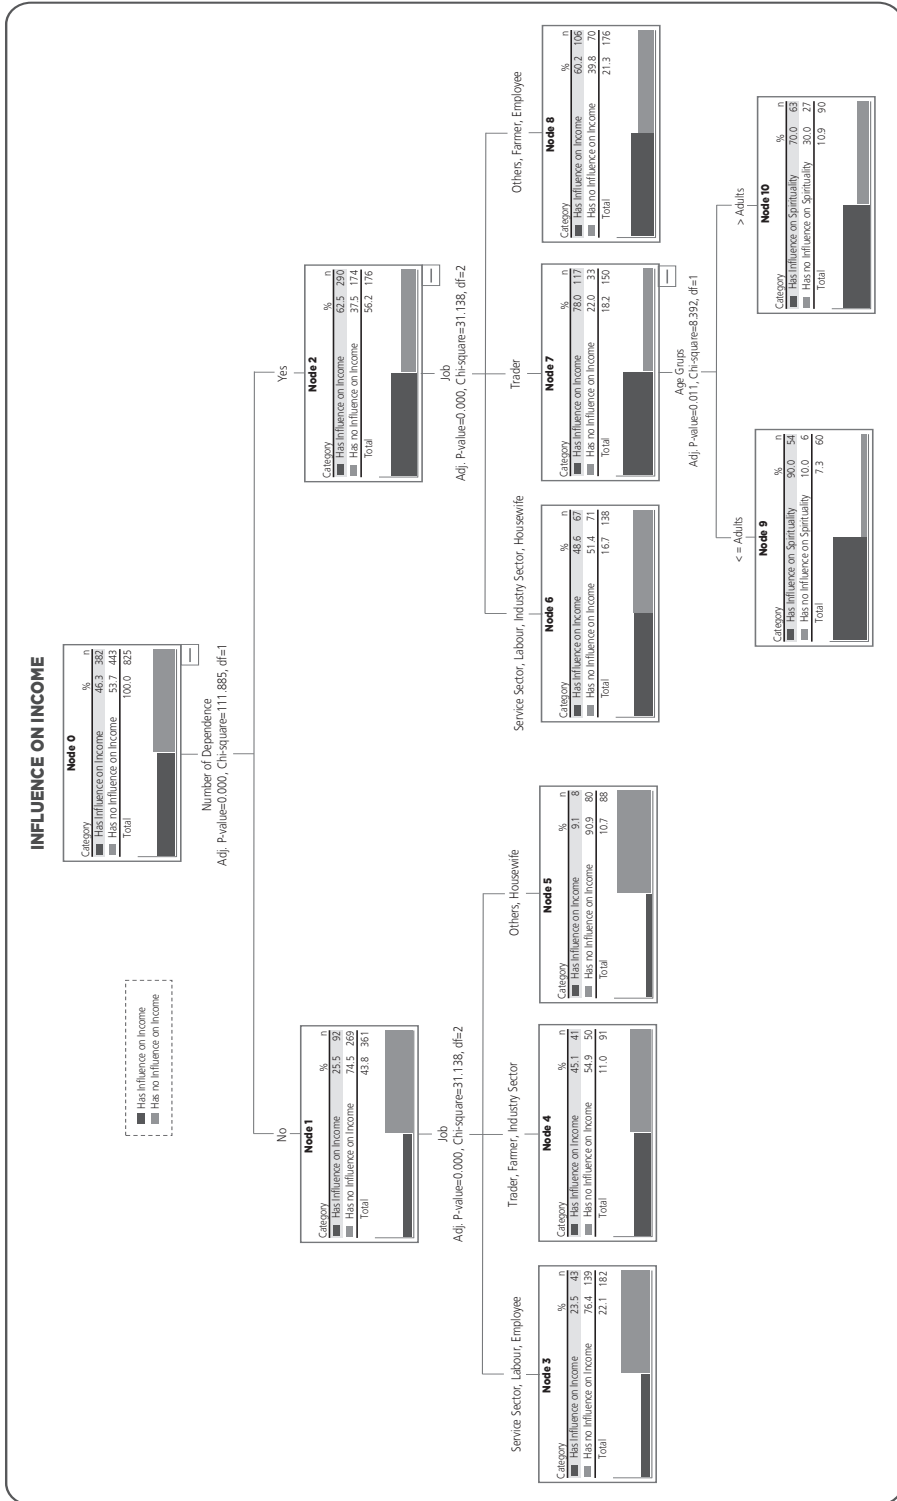 INFLUENCE ON INCOME
Has Influence on Income
Has no Influence on Income
Node 0
Category % n
Has Influence on Income 46.3 382
Has no Influence on Income 53.7 443
Total 100.0 825
Number of Dependence
Adj. P-value=0.000, Chi-square=111.885, df=1
No
Yes
Node 1
Category % n
Has Influence on Income 25.5 92
Has no Influence on Income 74.5 269
Total 43.8 361
Node 2
Category % n
Has Influence on Income 62.5 290
Has no Influence on Income 37.5 174
Total 56.2 176
Job
Adj. P-value=0.000, Chi-square=31.138, df=2
Job
Adj. P-value=0.000, Chi-square=31.138, df=2
Service Sector, Labour, Employee
Trader, Farmer, Industry Sector
Others, Housewife
Service Sector, Labour, Industry Sector, Housewife
Trader
Others, Farmer, Employee
Node 3
Category % n
Has Influence on Income 23.5 43
Has no Influence on Income 76.4 139
Total 22.1 182
Node 4
Category % n
Has Influence on Income 45.1 41
Has no Influence on Income 54.9 50
Total 11.0 91
Node 5
Category % n
Has Influence on Income 9.1 8
Has no Influence on Income 90.9 80
Total 10.7 88
Node 6
Category % n
Has Influence on Income 48.6 67
Has no Influence on Income 51.4 71
Total 16.7 138
Node 7
Category % n
Has Influence on Income 78.0 117
Has no Influence on Income 22.0 33
Total 18.2 150
Node 8
Category % n
Has Influence on Income 60.2 106
Has no Influence on Income 39.8 70
Total 21.3 176
Age Grups
Adj. P-value=0.011, Chi-square=8.392, df=1
< = Adults
> Adults
Node 9
Category % n
Has Influence on Spirituality 90.0 54
Has no Influence on Spirituality 10.0 6
Total 7.3 60
Node 10
Category % n
Has Influence on Spirituality 70.0 63
Has no Influence on Spirituality 30.0 27
Total 10.9 90